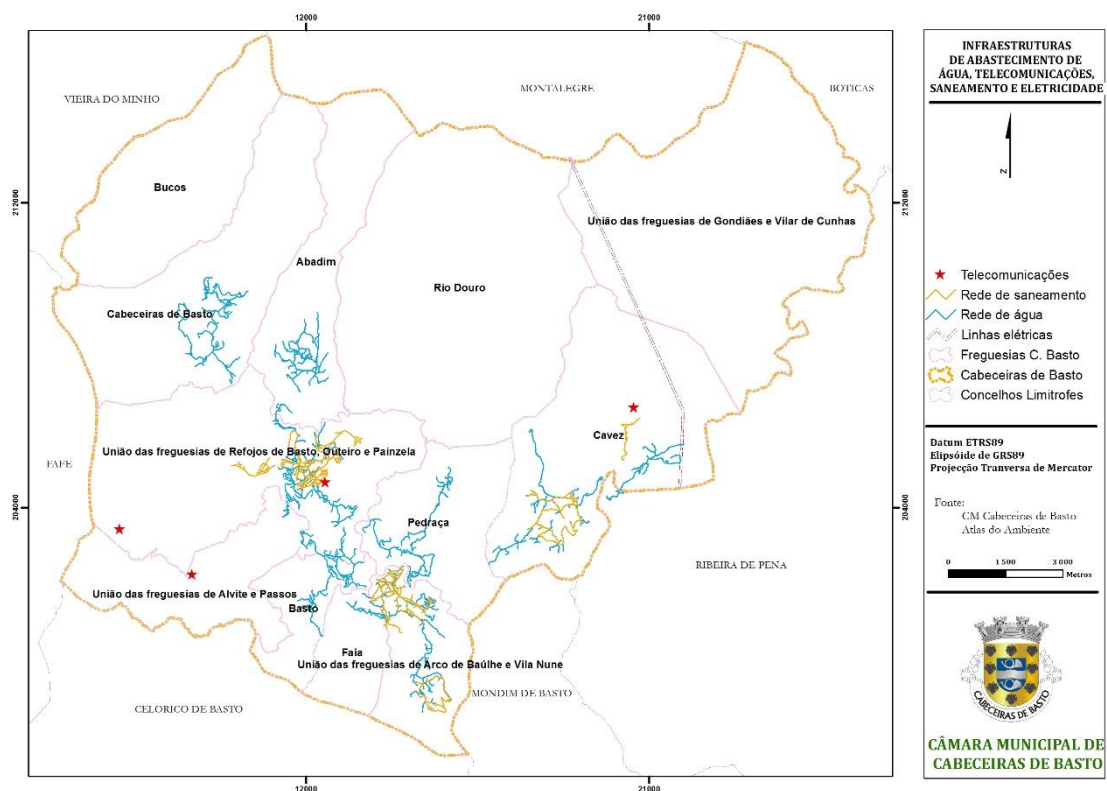 12000
21000
VIEIRA DO MINHO
MONTALEGRE
BOTICAS
Bucos
212000
212000
União das freguesias de Gondiães e Vilar de Cunhas
Abadim
Rio Douro
Cabeceiras de Basto
Cavez
União das freguesias de Refojos de Basto, Outeiro e Painzela
FAFE
204000
204000
Pedraça
RIBEIRA DE PENA
União das freguesias de Alvite e Passos
Basto
Faia
União das freguesias de Arco de Baúlhe e Vila Nune
MONDIM DE BASTO
CELORICO DE BASTO
12000
21000
INFRAESTRUTURAS
DE ABASTECIMENTO DE
ÁGUA, TELECOMUNICAÇÕES,
SANEAMENTO E ELETRICIDADE
N
Telecomunicações
Rede de saneamento
Rede de água
Linhas elétricas
Freguesias C. Basto
Cabeceiras de Basto
Concelhos Limitrofes
Datum ETRS89
Elipsóide de GRS89
Projecção Tranversa de Mercator
Fonte:
CM Cabeceiras de Basto
Atlas do Ambiente
0 1 500 3 000
Metros
CABECEIRAS DE BASTO
CÂMARA MUNICIPAL DE
CABECEIRAS DE BASTO